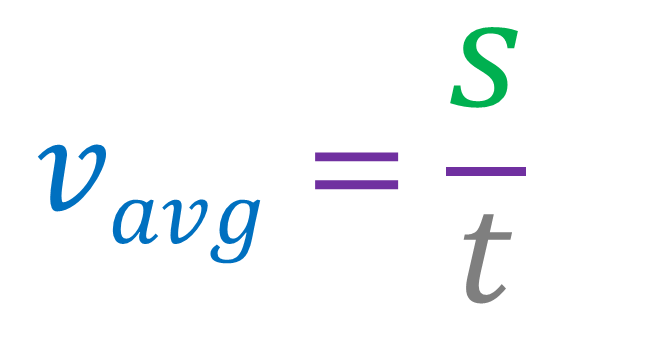 v_avg = s/t